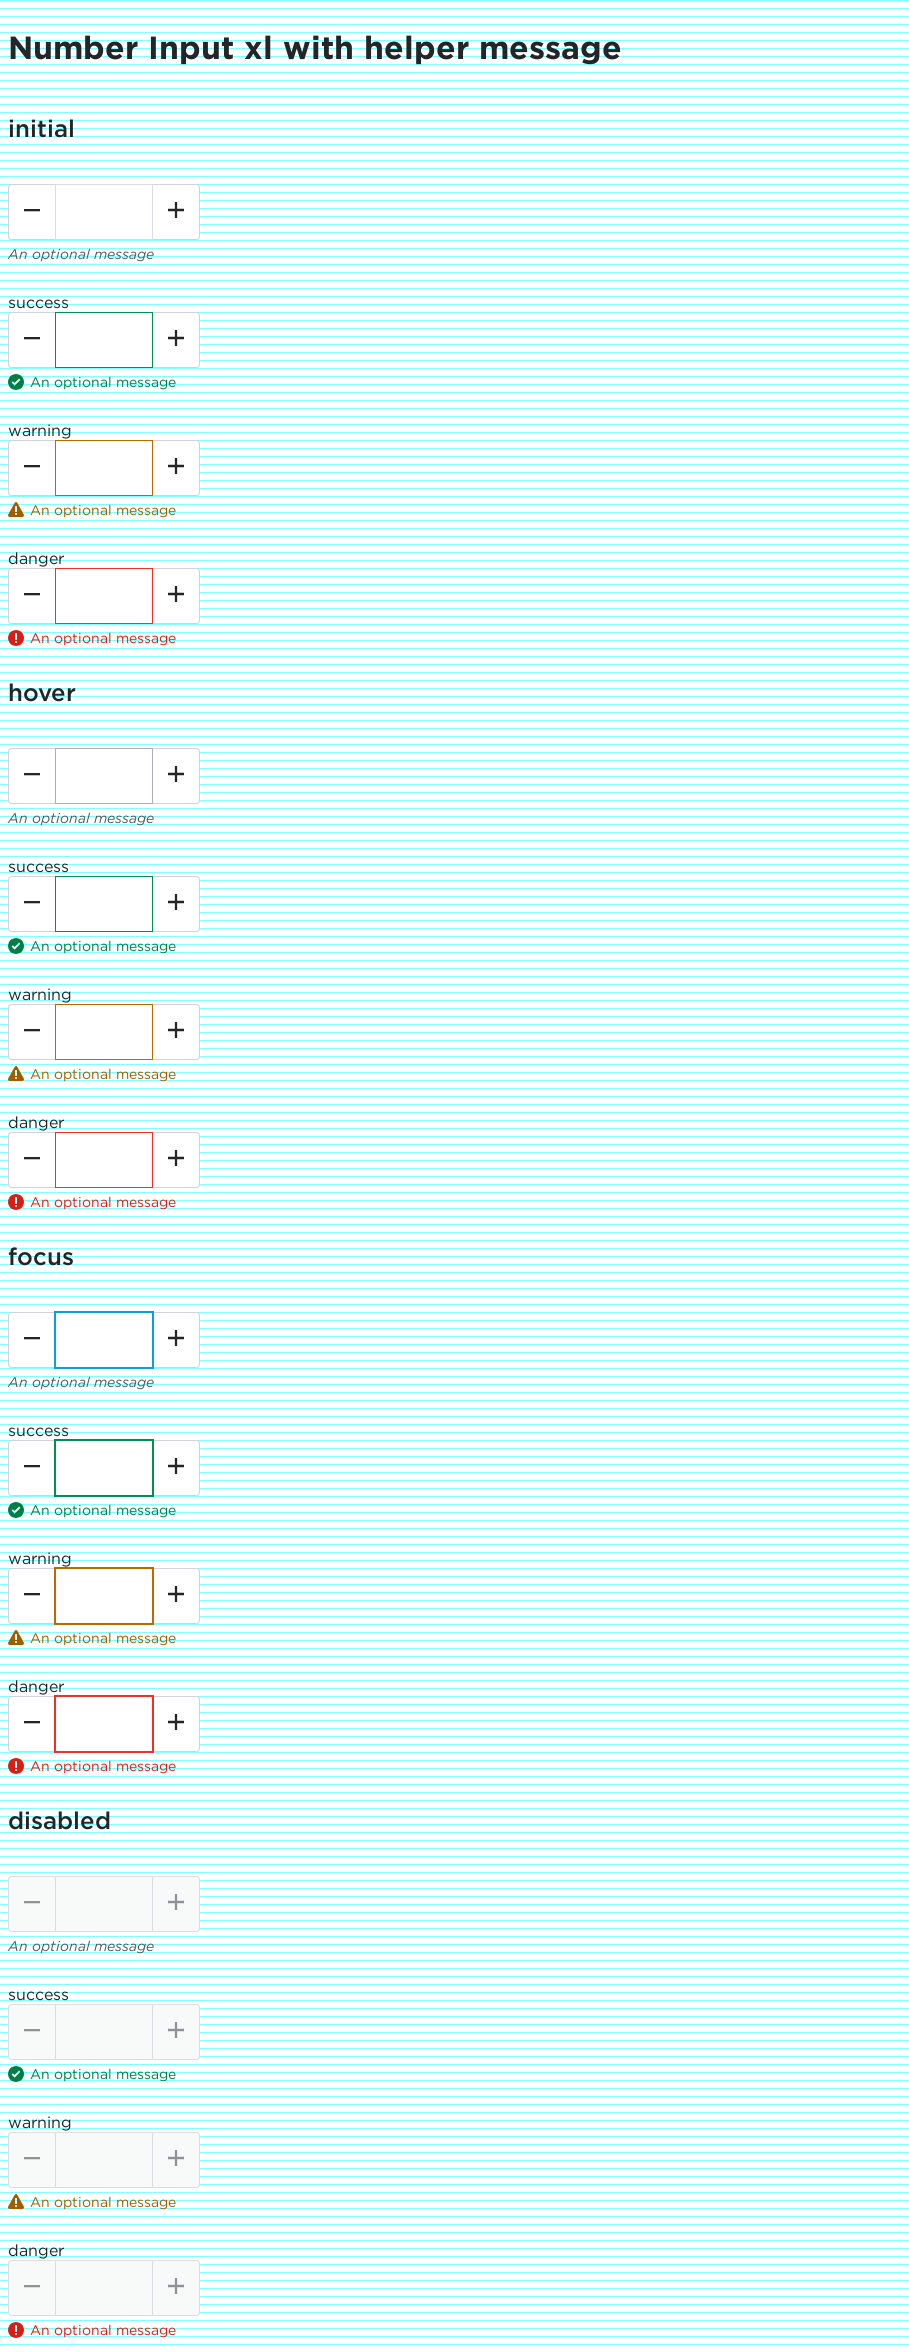 Number Input xl with helper message
initial
An optional message
success
An optional message
warning
An optional message
danger
An optional message
hover
An optional message
success
An optional message
warning
An optional message
danger
An optional message
focus
An optional message
success
An optional message
warning
An optional message
danger
An optional message
disabled
An optional message
success
An optional message
warning
An optional message
danger
An optional message